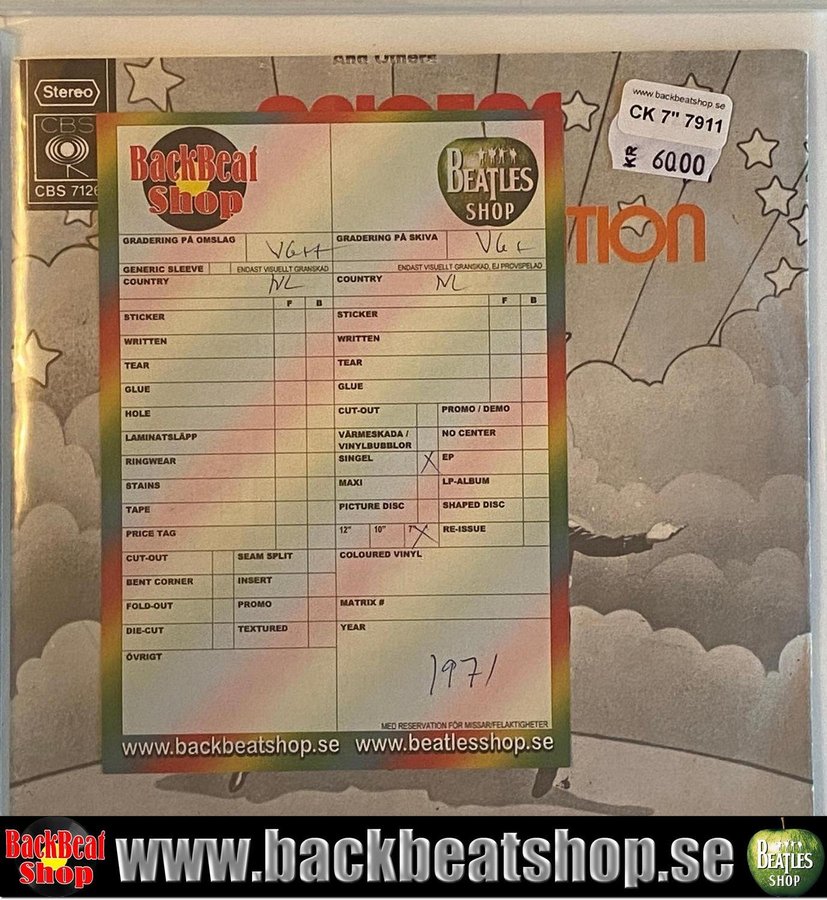 And Others
Stereo
CBS
CBS 7126
www.backbeatshop.se
CK 7" 7911
KR 60.00
TION
BackBeat
Shop
BEATLES
SHOP
GRADERING PÅ OMSLAG
VG++
GRADERING PÅ SKIVA
GENERIC SLEEVE
ENDAST VISUELLT GRANSKAD
ENDAST VISUELLT GRANSKAD, EJ PROVSPELAD
COUNTRY
NL
COUNTRY
NL
F B
F B
STICKER
STICKER
WRITTEN
WRITTEN
TEAR
TEAR
GLUE
GLUE
HOLE
CUT-OUT
PROMO / DEMO
LAMINATSLÄPP
VÄRMESKADA /
VINYLBUBBLOR
NO CENTER
RINGWEAR
SINGEL
X
EP
STAINS
MAXI
LP-ALBUM
TAPE
PICTURE DISC
SHAPED DISC
PRICE TAG
12" 10" 7" X
RE-ISSUE
CUT-OUT
SEAM SPLIT
COLOURED VINYL
BENT CORNER
INSERT
FOLD-OUT
PROMO
MATRIX #
DIE-CUT
TEXTURED
YEAR
ÖVRIGT
1971
MED RESERVATION FÖR MISSAR/FELAKTIGHETER
www.backbeatshop.se www.beatlesshop.se
BackBeat
Shop
www.backbeatshop.se
BEATLES
SHOP